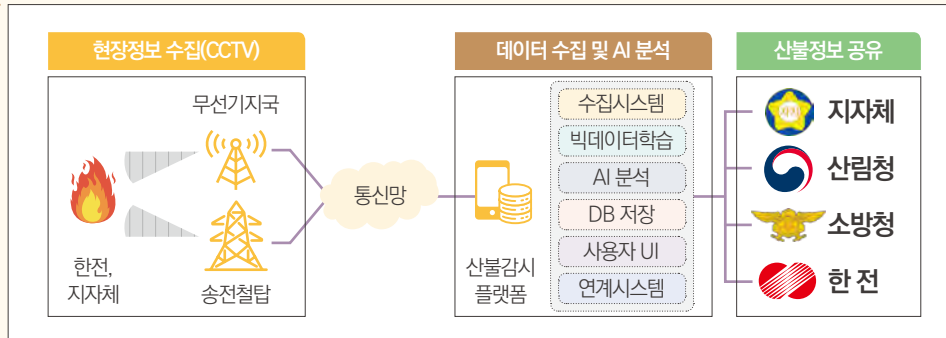 현장정보 수집(CCTV)
무선기지국
한전,
지자체
송전철탑
통신망
데이터 수집 및 AI 분석
산불감시
플랫폼
수집시스템
빅데이터학습
AI 분석
DB 저장
사용자 UI
연계시스템
산불정보 공유
지자체
산림청
소방청
한 전